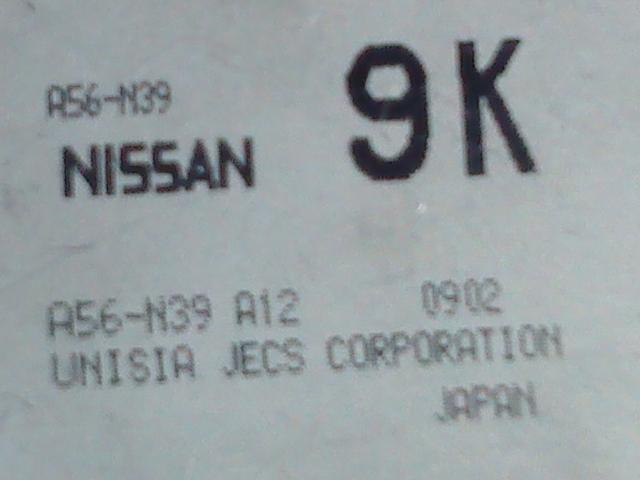 A56-N39
NISSAN
9K
A56-N39 A12 0902
UNISIA JECS CORPORATION
JAPAN